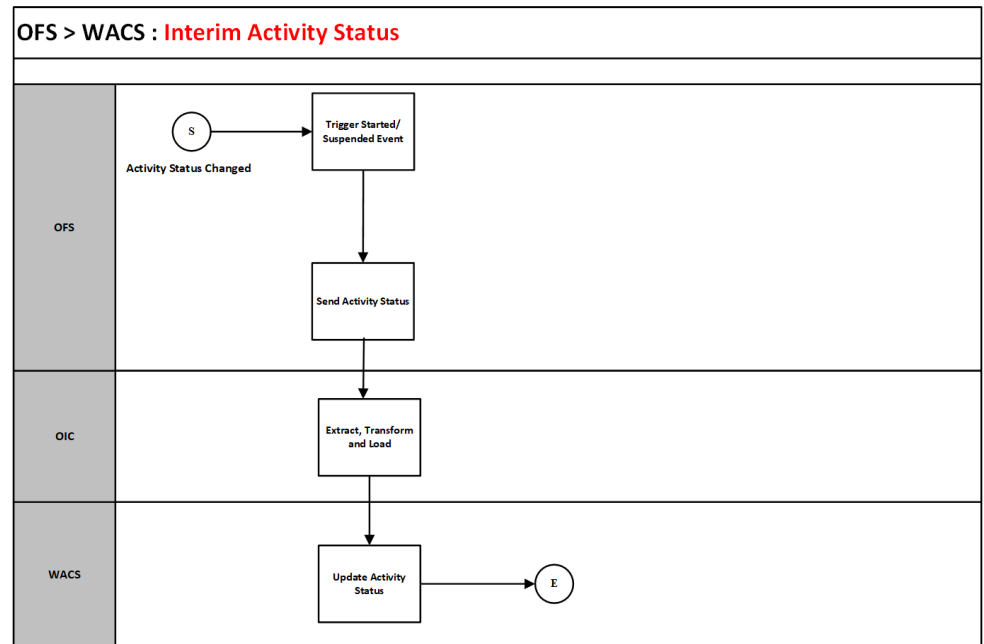 OFS > WACS : Interim Activity Status
S
Trigger Started/
Suspended Event
Activity Status Changed
OFS
Send Activity Status
OIC
Extract, Transform
and Load
WACS
Update Activity
Status
E